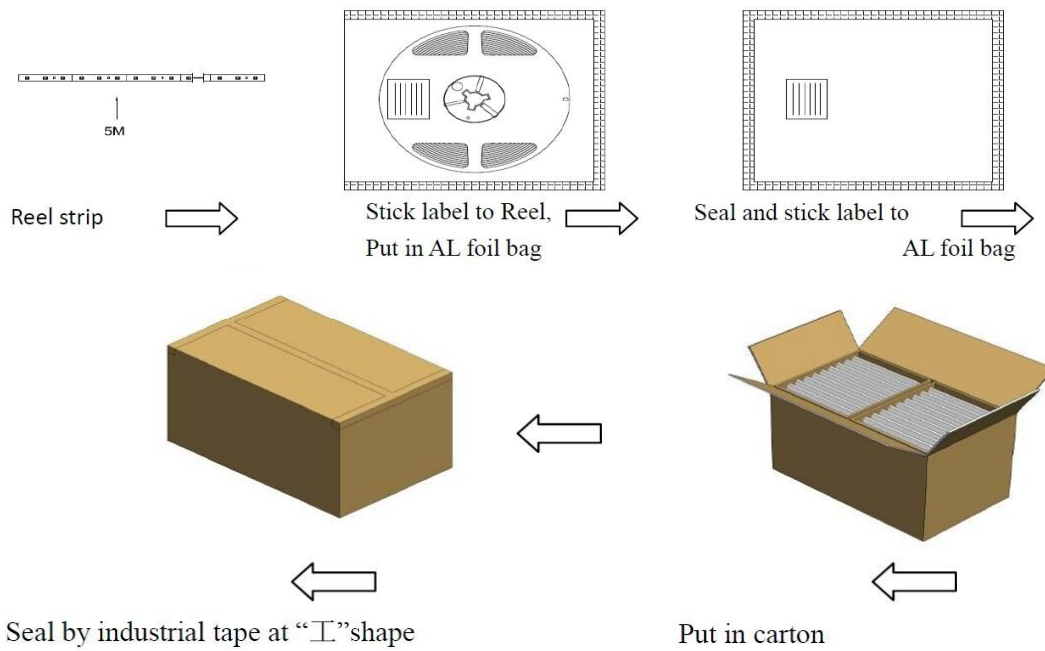 5M
Reel strip
Stick label to Reel,
Put in AL foil bag
Seal and stick label to
AL foil bag
Seal by industrial tape at “工”shape
Put in carton